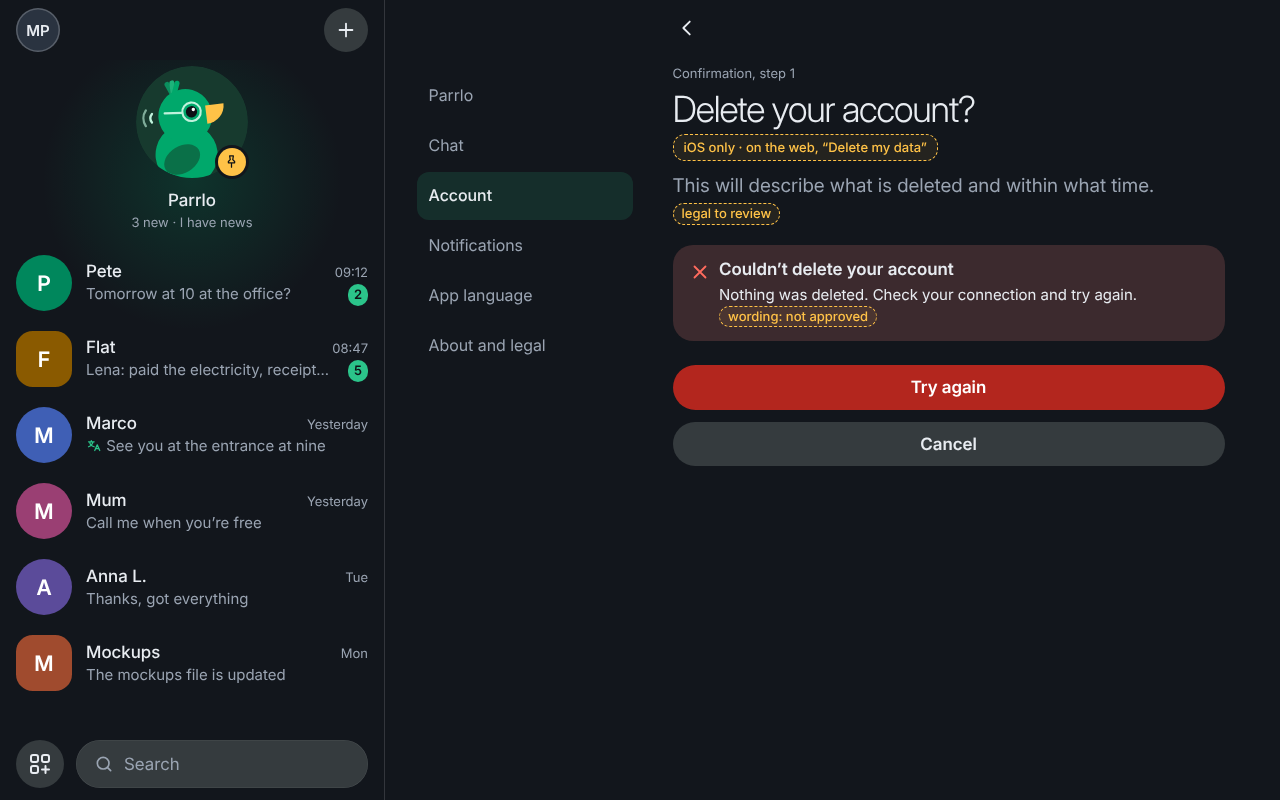 MP
Parrlo
3 new · I have news
P
Pete
09:12
Tomorrow at 10 at the office?
2
F
Flat
08:47
Lena: paid the electricity, receipt…
5
M
Marco
Yesterday
See you at the entrance at nine
M
Mum
Yesterday
Call me when you’re free
A
Anna L.
Tue
Thanks, got everything
M
Mockups
Mon
The mockups file is updated
Search
Parrlo
Chat
Account
Notifications
App language
About and legal
Confirmation, step 1
Delete your account?
iOS only · on the web, “Delete my data”
This will describe what is deleted and within what time.
legal to review
Couldn’t delete your account
Nothing was deleted. Check your connection and try again.
wording: not approved
Try again
Cancel